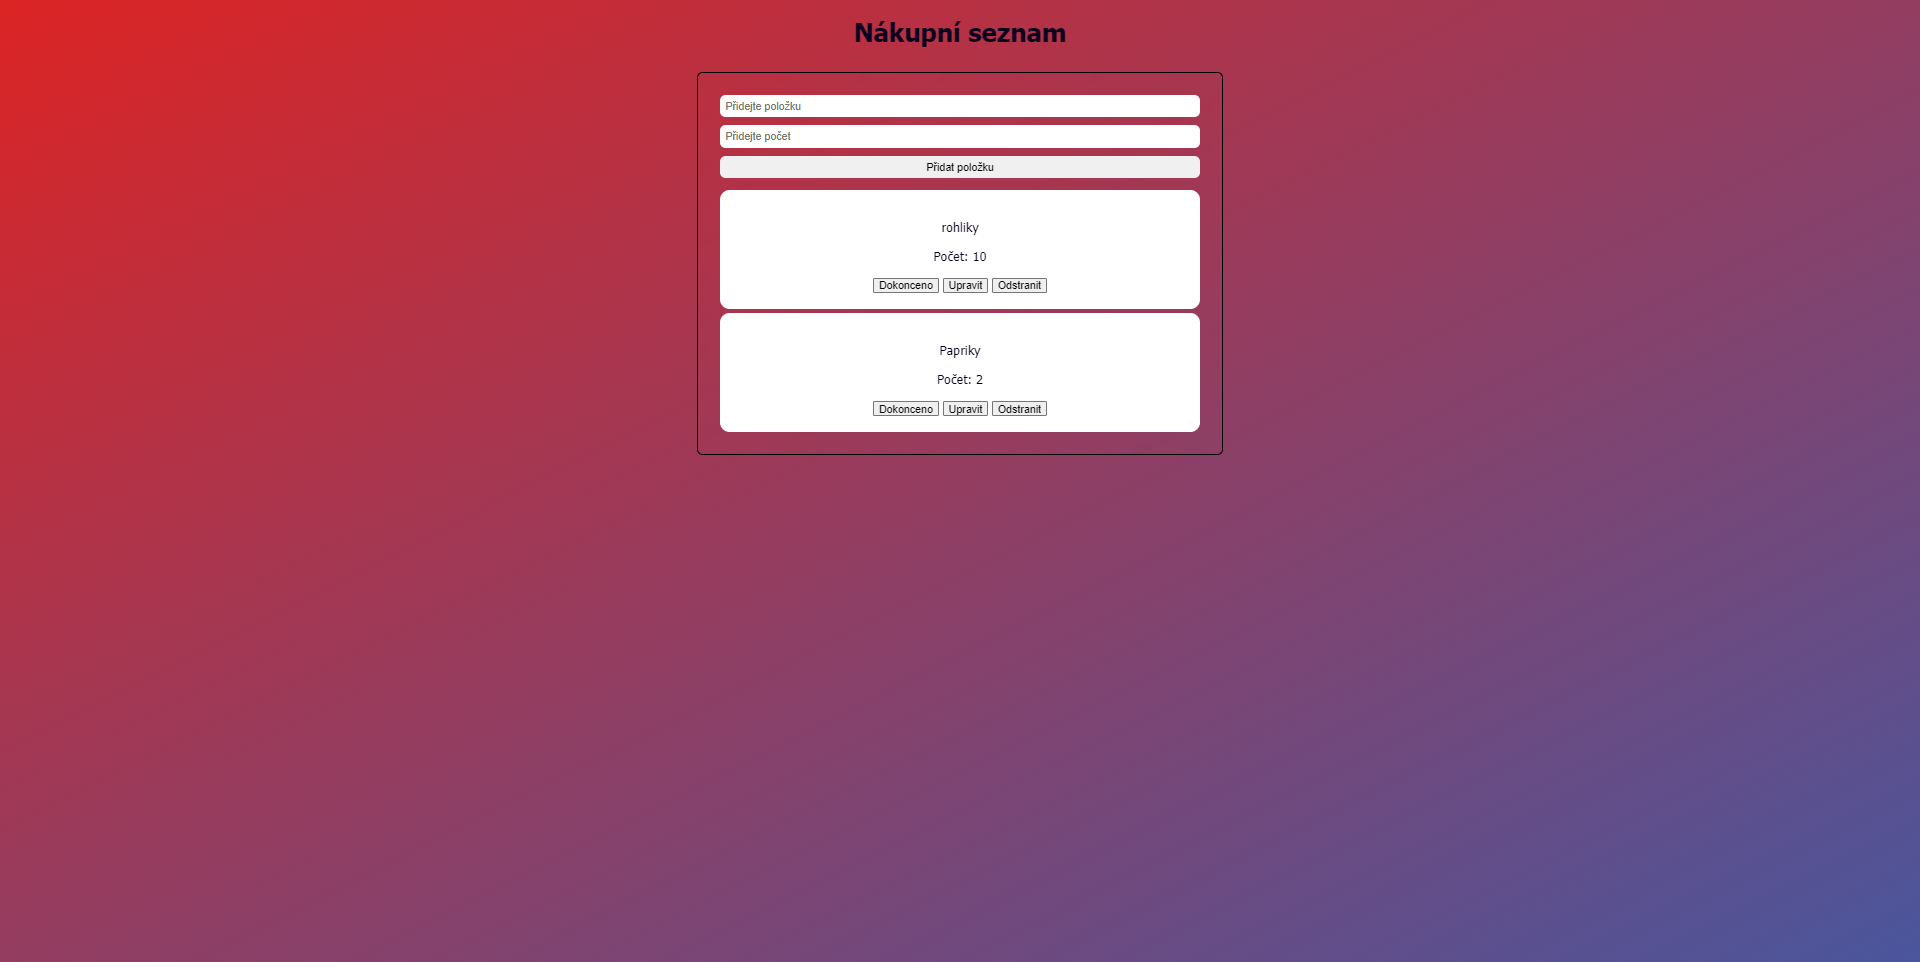 Nákupní seznam
Přidejte položku
Přidejte počet
Přidat položku
rohliky
Počet: 10
Dokonceno Upravit Odstranit
Papriky
Počet: 2
Dokonceno Upravit Odstranit